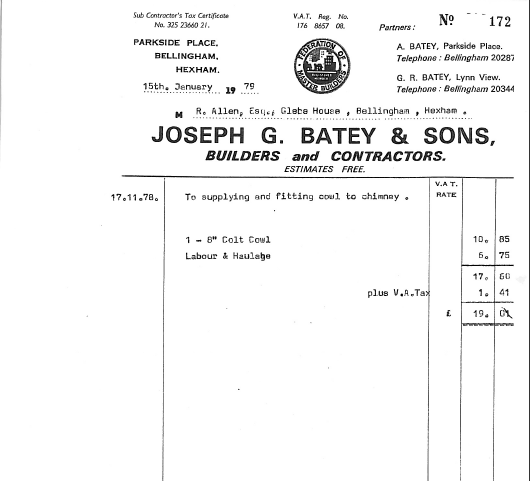 Sub Contractor's Tax Certificate
No. 325 23660 21.
V.A.T. Reg. No.
176 8657 08.
Partners:
No 172
PARKSIDE PLACE,
BELLINGHAM,
HEXHAM.
15th. January 1979
FEDERATION OF MASTER BUILDERS
A. BATEY, Parkside Place.
Telephone: Bellingham 20287
G. R. BATEY, Lynn View.
Telephone: Bellingham 20344
M R. Allen, Esq., Glebe House , Bellingham , Hexham .
JOSEPH G. BATEY & SONS,
BUILDERS and CONTRACTORS.
ESTIMATES FREE.
V.A.T. RATE
17.11.78. To supplying and fitting cowl to chimney .
1 - 8" Colt Cowl 10. 85
Labour & Haulage 6. 75
17. 60
plus V.A.Tax 1. 41
£ 19. 01